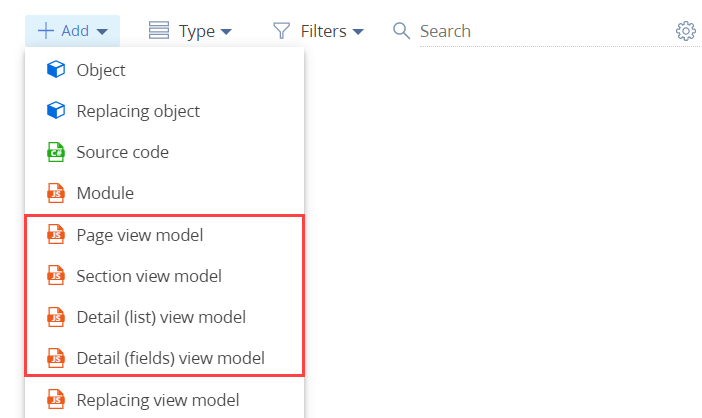 Add Type Filters Search
Object
Replacing object
C# Source code
JS Module
JS Page view model
JS Section view model
JS Detail (list) view model
JS Detail (fields) view model
JS Replacing view model